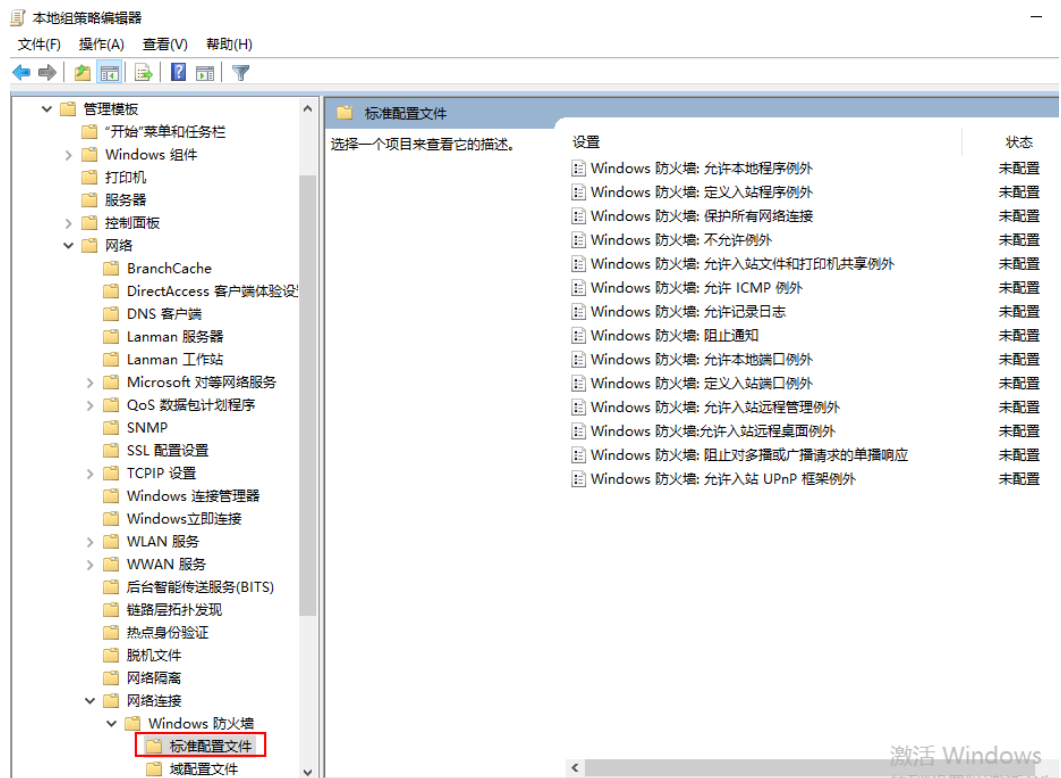 本地组策略编辑器
文件(F) 操作(A) 查看(V) 帮助(H)
管理模板
"开始"菜单和任务栏
Windows 组件
打印机
服务器
控制面板
网络
BranchCache
DirectAccess 客户端体验设
DNS 客户端
Lanman 服务器
Lanman 工作站
Microsoft 对等网络服务
QoS 数据包计划程序
SNMP
SSL 配置设置
TCPIP 设置
Windows 连接管理器
Windows立即连接
WLAN 服务
WWAN 服务
后台智能传送服务(BITS)
链路层拓扑发现
热点身份验证
脱机文件
网络隔离
网络连接
Windows 防火墙
标准配置文件
域配置文件
标准配置文件
选择一个项目来查看它的描述。
设置 状态
Windows 防火墙: 允许本地程序例外 未配置
Windows 防火墙: 定义入站程序例外 未配置
Windows 防火墙: 保护所有网络连接 未配置
Windows 防火墙: 不允许例外 未配置
Windows 防火墙: 允许入站文件和打印机共享例外 未配置
Windows 防火墙: 允许 ICMP 例外 未配置
Windows 防火墙: 允许记录日志 未配置
Windows 防火墙: 阻止通知 未配置
Windows 防火墙: 允许本地端口例外 未配置
Windows 防火墙: 定义入站端口例外 未配置
Windows 防火墙: 允许入站远程管理例外 未配置
Windows 防火墙:允许入站远程桌面例外 未配置
Windows 防火墙: 阻止对多播或广播请求的单播响应 未配置
Windows 防火墙: 允许入站 UPnP 框架例外 未配置
激活 Windows